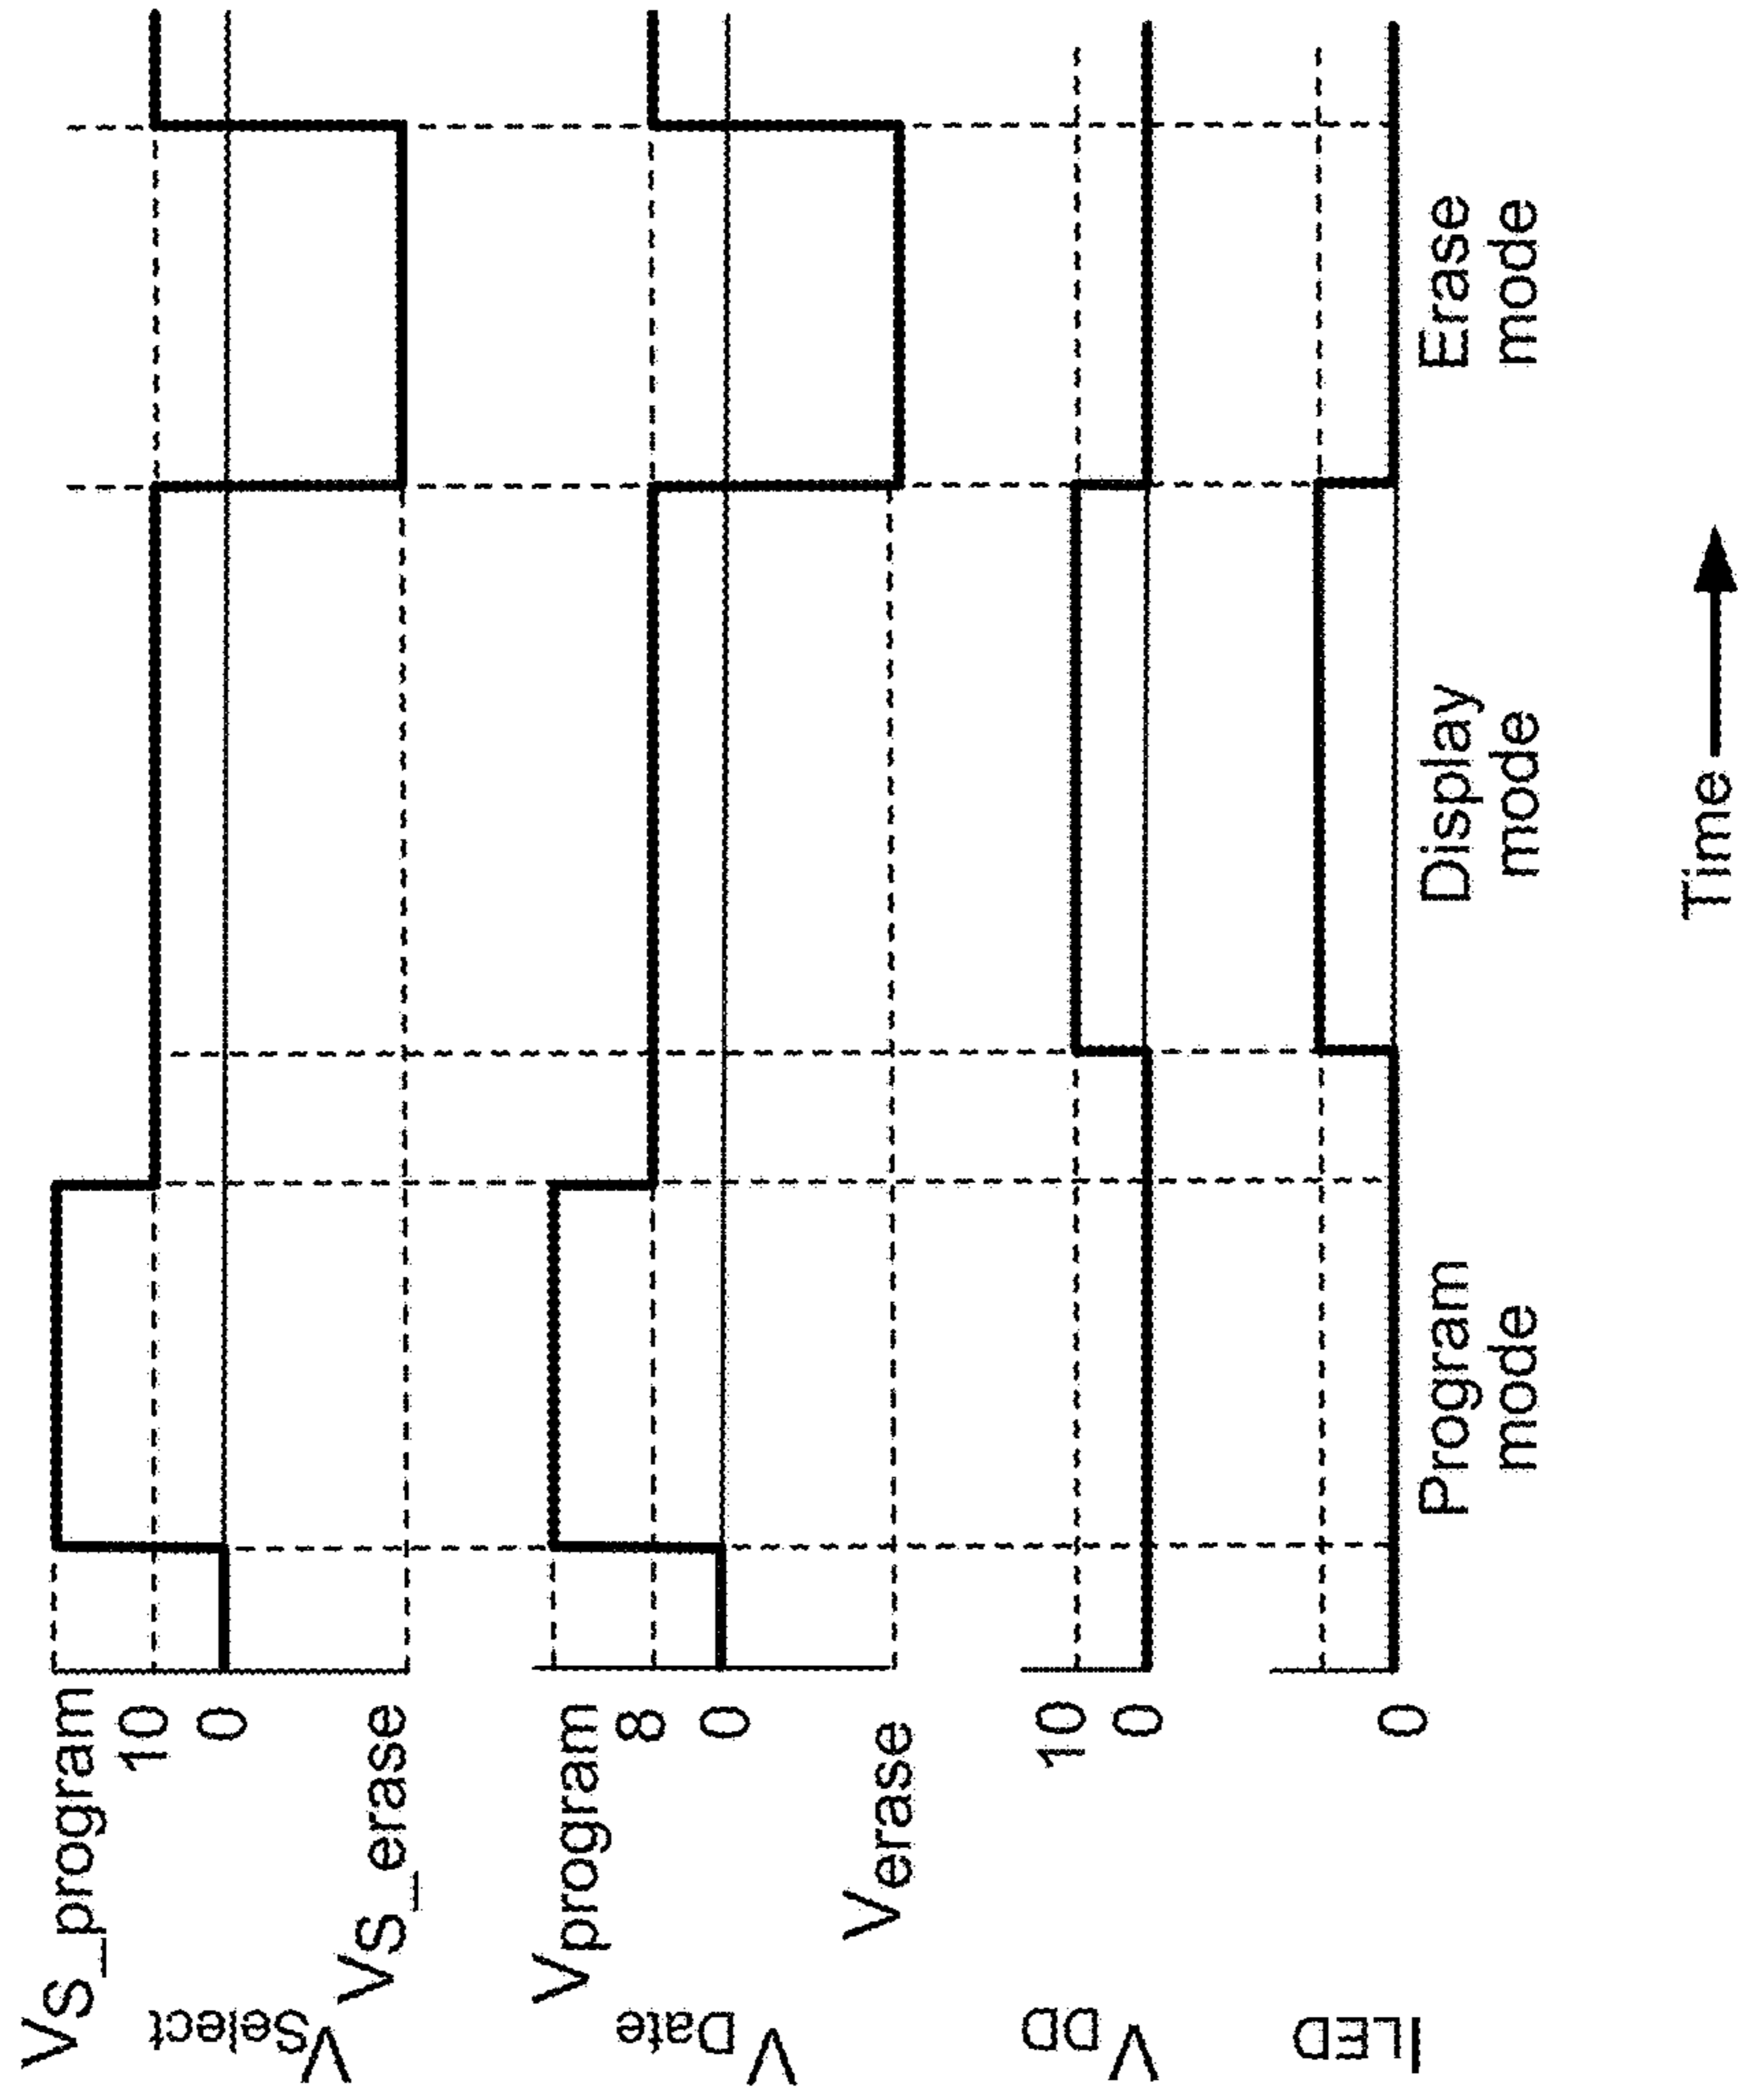 VS_program
10
0
VS_erase
VSelect
Vprogram
8
0
Verase
VDate
10
0
VDD
0
ILED
Program
mode
Display
mode
Erase
mode
Time